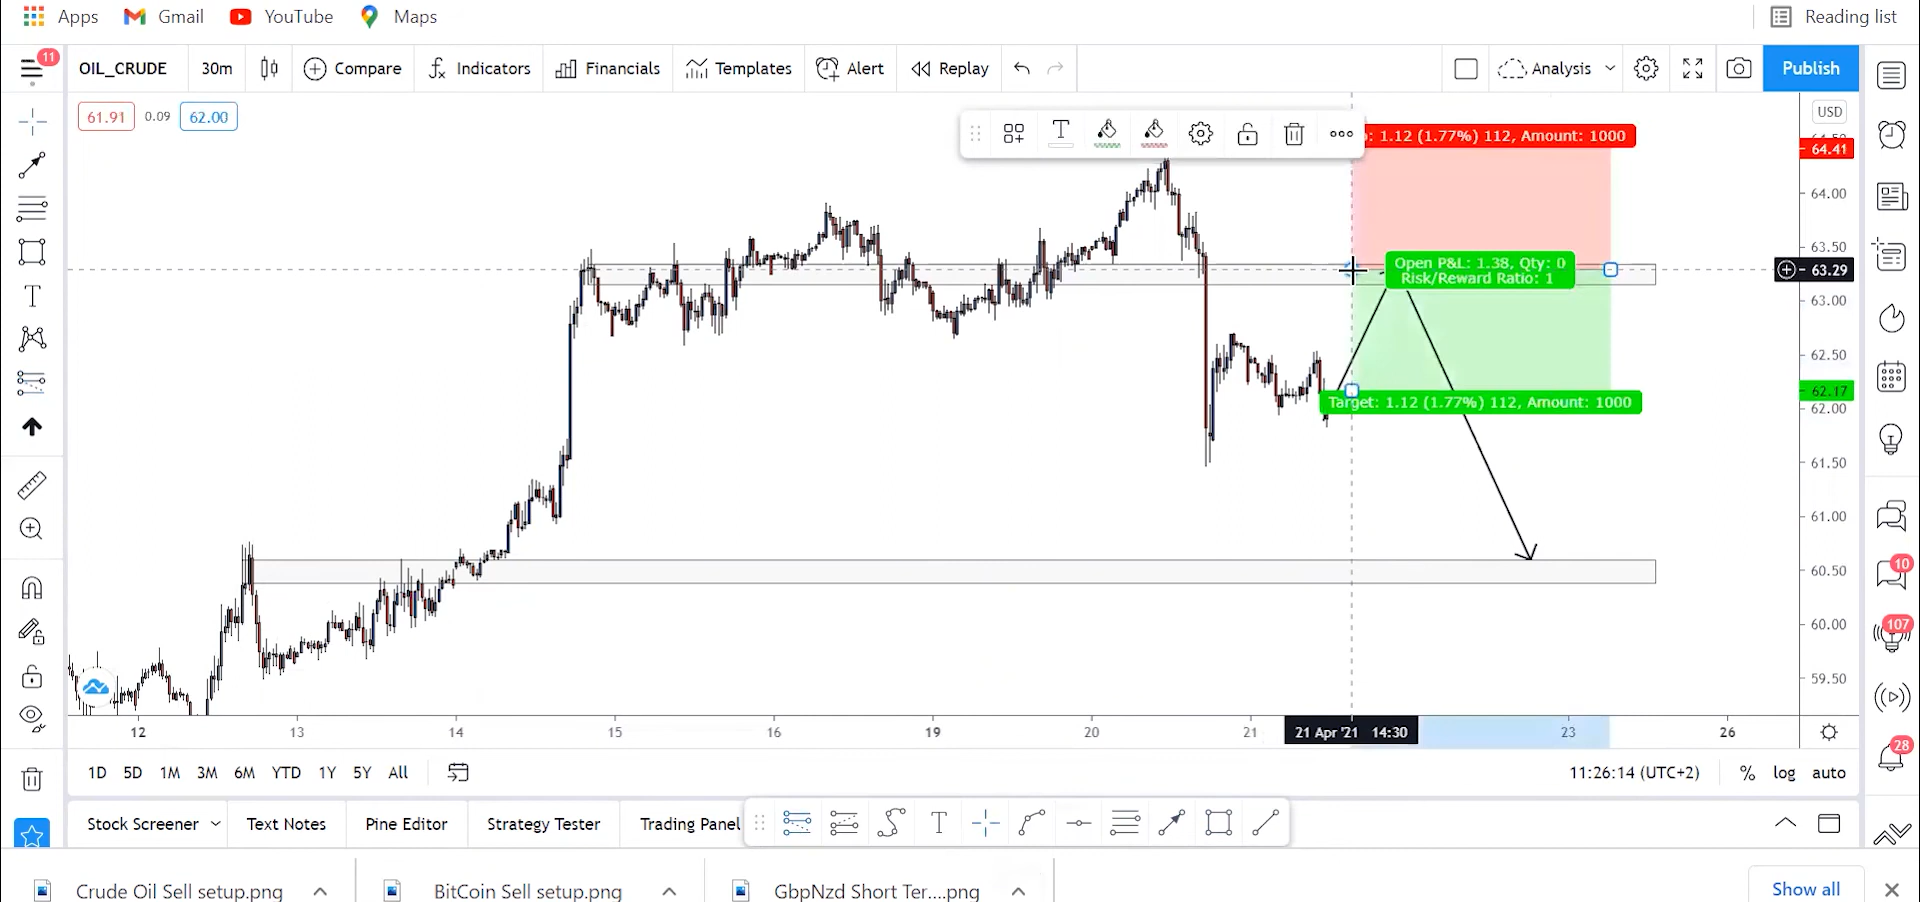 Apps Gmail YouTube Maps Reading list
11
OIL_CRUDE 30m Compare Indicators Financials Templates Alert Replay Analysis Publish
61.91 0.09 62.00
USD
: 1.12 (1.77%) 112, Amount: 1000
64.41
64.00
63.50
Open P&L: 1.38, Qty: 0
Risk/Reward Ratio: 1
63.29
63.00
62.50
62.17
Target: 1.12 (1.77%) 112, Amount: 1000
62.00
61.50
61.00
60.50
10
60.00
107
59.50
12 13 14 15 16 19 20 21 21 Apr '21 14:30 23 26
28
1D 5D 1M 3M 6M YTD 1Y 5Y All 11:26:14 (UTC+2) % log auto
Stock Screener Text Notes Pine Editor Strategy Tester Trading Panel
Crude Oil Sell setup.png BitCoin Sell setup.png GbpNzd Short Ter....png Show all